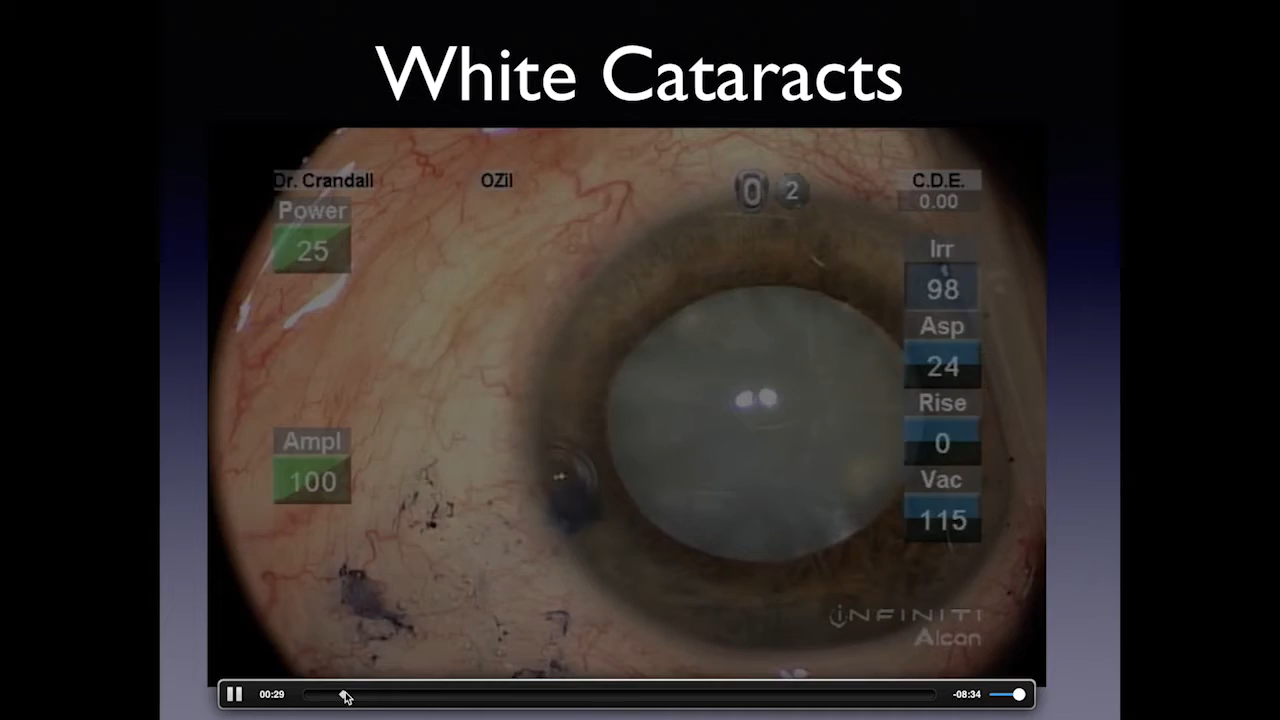 White Cataracts
Dr. Crandall
OZil
0
2
C.D.E.
0.00
Power
25
Irr
98
Asp
24
Rise
0
Ampl
100
Vac
115
iNFINITI
Alcon
00:29
-08:34